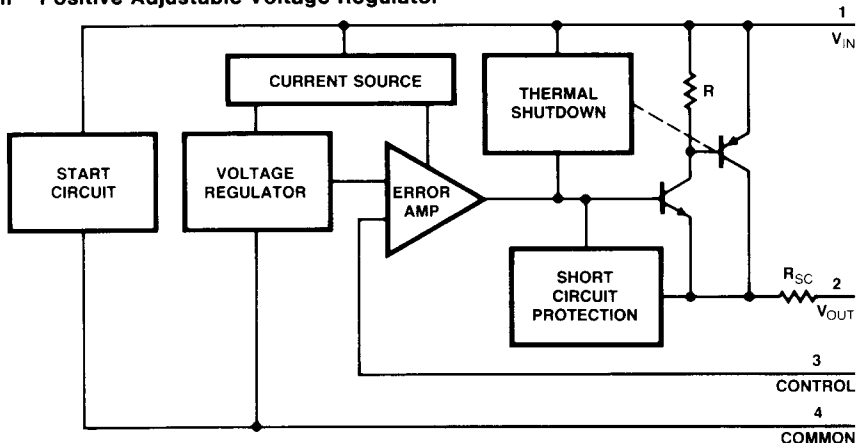 Positive Adjustable Voltage Regulator
1
VIN
CURRENT SOURCE
THERMAL
SHUTDOWN
R
START
CIRCUIT
VOLTAGE
REGULATOR
ERROR
AMP
SHORT
CIRCUIT
PROTECTION
RSC
2
VOUT
3
CONTROL
4
COMMON